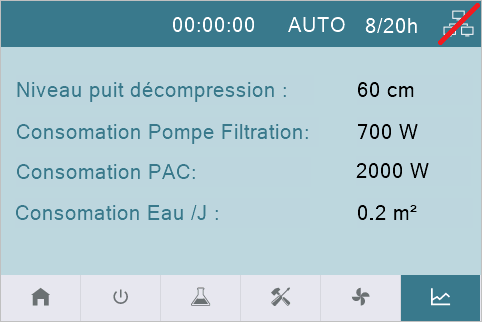 00:00:00 AUTO 8/20h
Niveau puit décompression : 60 cm
Consomation Pompe Filtration: 700 W
Consomation PAC: 2000 W
Consomation Eau /J : 0.2 m²